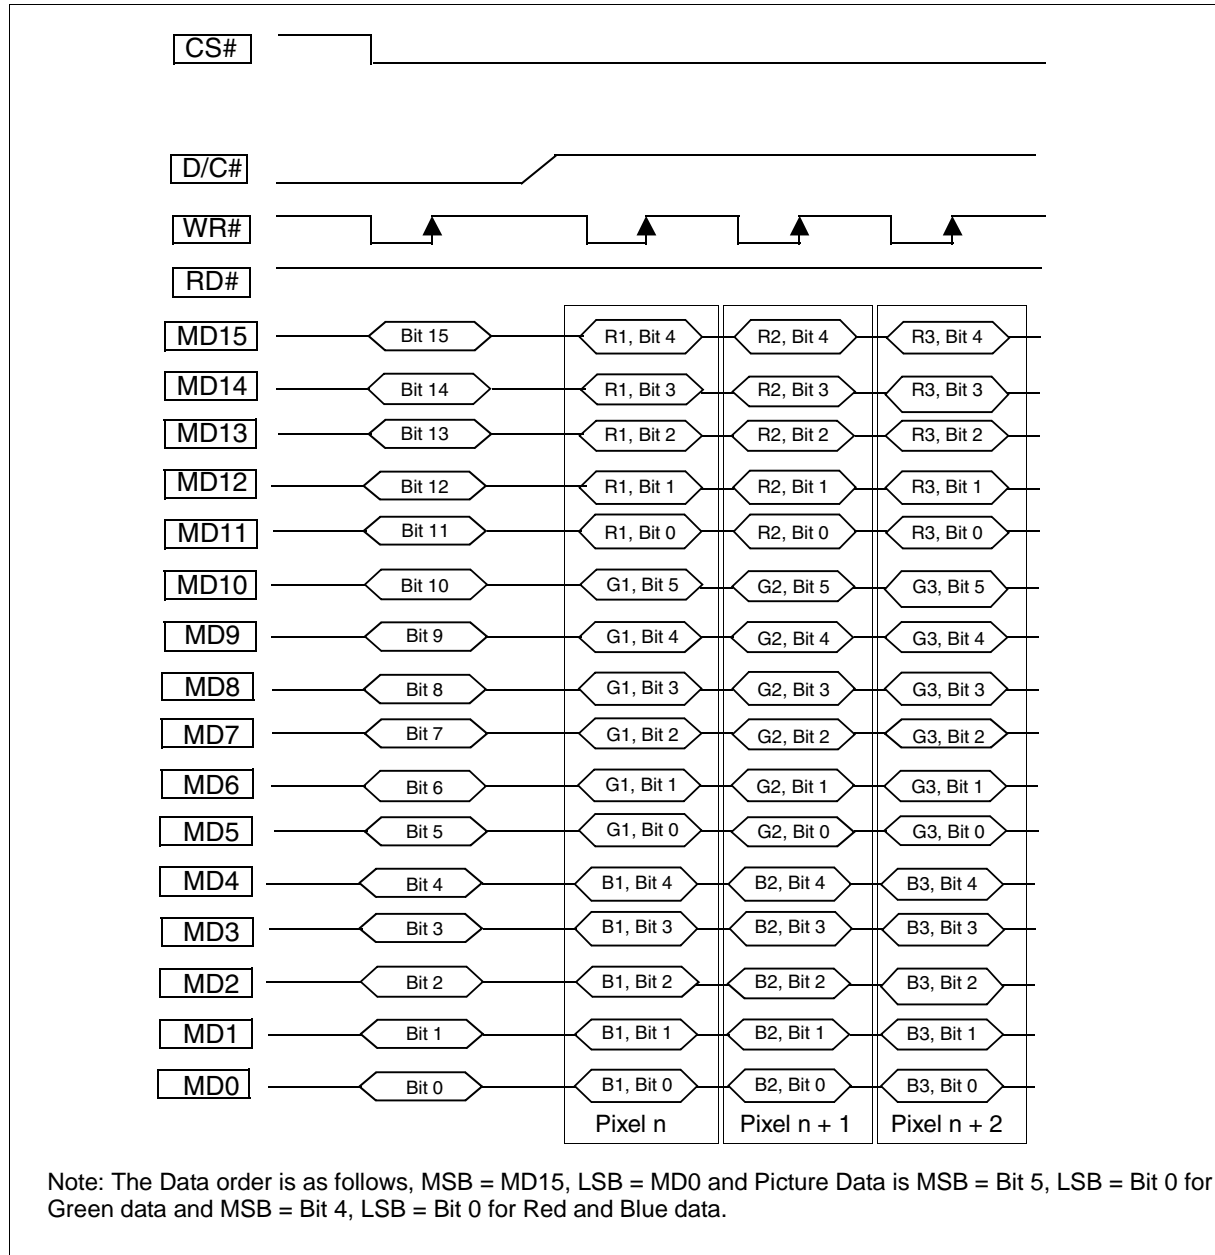 CS#
D/C#
WR#
RD#
MD15 Bit 15 R1, Bit 4 R2, Bit 4 R3, Bit 4
MD14 Bit 14 R1, Bit 3 R2, Bit 3 R3, Bit 3
MD13 Bit 13 R1, Bit 2 R2, Bit 2 R3, Bit 2
MD12 Bit 12 R1, Bit 1 R2, Bit 1 R3, Bit 1
MD11 Bit 11 R1, Bit 0 R2, Bit 0 R3, Bit 0
MD10 Bit 10 G1, Bit 5 G2, Bit 5 G3, Bit 5
MD9 Bit 9 G1, Bit 4 G2, Bit 4 G3, Bit 4
MD8 Bit 8 G1, Bit 3 G2, Bit 3 G3, Bit 3
MD7 Bit 7 G1, Bit 2 G2, Bit 2 G3, Bit 2
MD6 Bit 6 G1, Bit 1 G2, Bit 1 G3, Bit 1
MD5 Bit 5 G1, Bit 0 G2, Bit 0 G3, Bit 0
MD4 Bit 4 B1, Bit 4 B2, Bit 4 B3, Bit 4
MD3 Bit 3 B1, Bit 3 B2, Bit 3 B3, Bit 3
MD2 Bit 2 B1, Bit 2 B2, Bit 2 B3, Bit 2
MD1 Bit 1 B1, Bit 1 B2, Bit 1 B3, Bit 1
MD0 Bit 0 B1, Bit 0 B2, Bit 0 B3, Bit 0
Pixel n Pixel n + 1 Pixel n + 2
Note: The Data order is as follows, MSB = MD15, LSB = MD0 and Picture Data is MSB = Bit 5, LSB = Bit 0 for
Green data and MSB = Bit 4, LSB = Bit 0 for Red and Blue data.